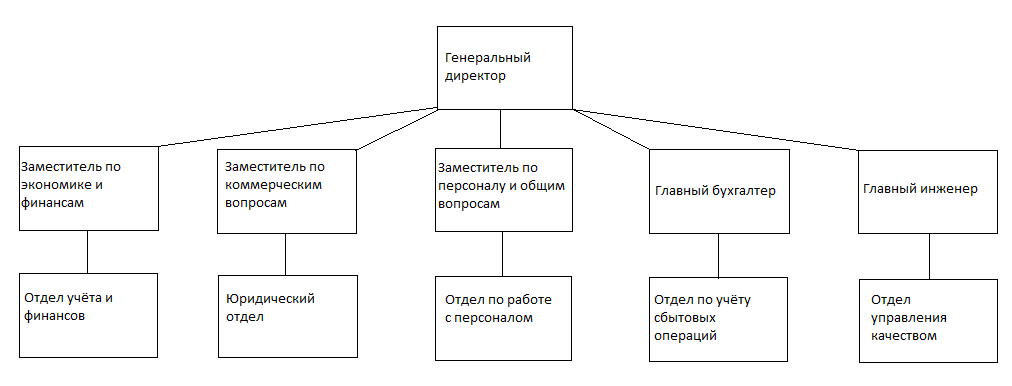 Генеральный
директор
Заместитель по
экономике и
финансам
Заместитель по
коммерческим
вопросам
Заместитель по
персоналу и общим
вопросам
Главный бухгалтер
Главный инженер
Отдел учёта и
финансов
Юридический
отдел
Отдел по работе
с персоналом
Отдел по учёту
сбытовых
операций
Отдел
управления
качеством